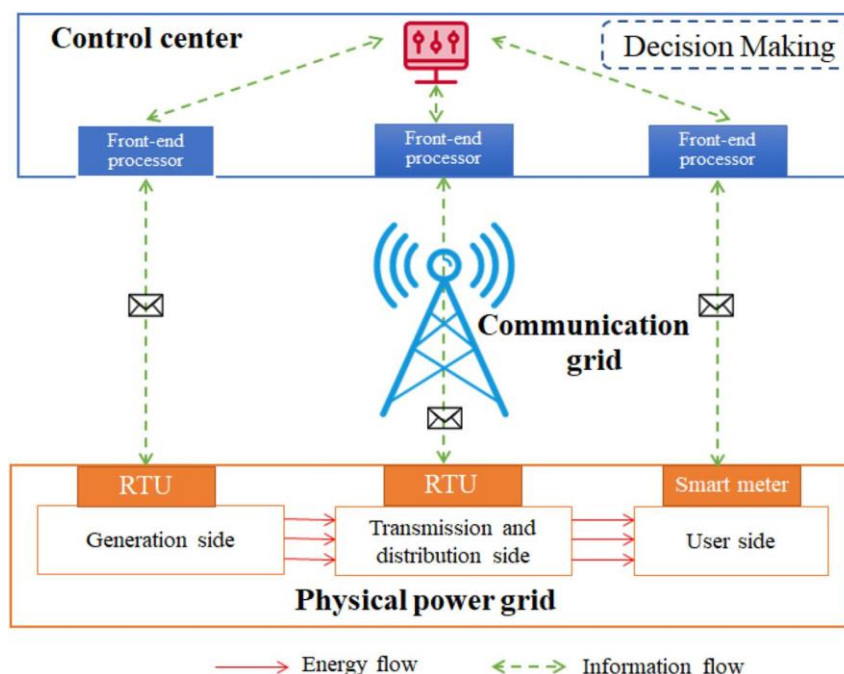 Control center
Decision Making
Front-end
processor
Front-end
processor
Front-end
processor
Communication
grid
RTU
RTU
Smart meter
Generation side
Transmission and
distribution side
User side
Physical power grid
Energy flow
Information flow